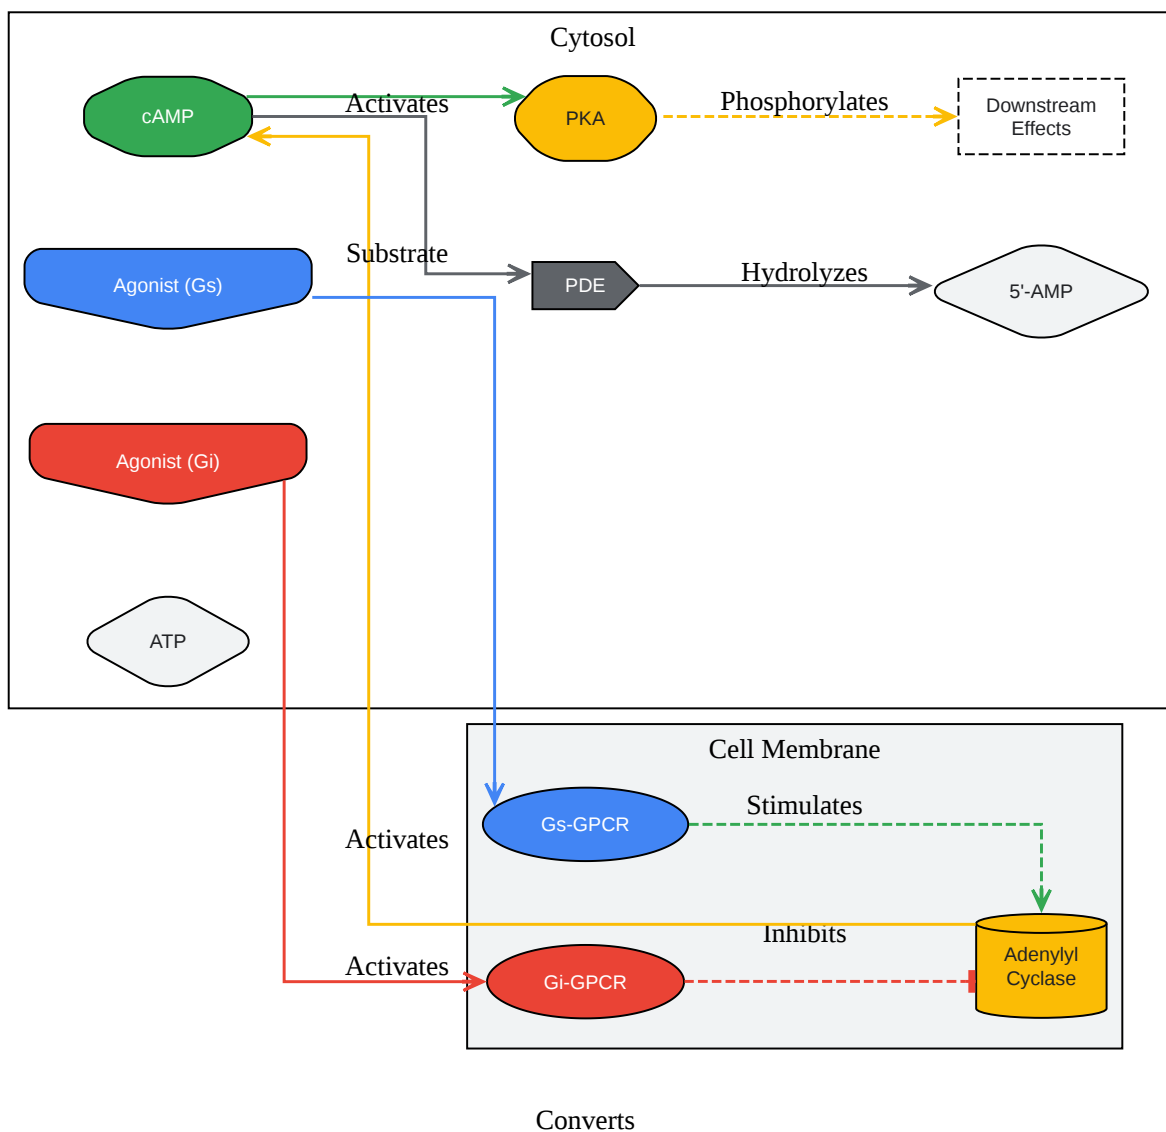 Cytosol
cAMP
Activates
PKA
Phosphorylates
Downstream
Effects
Agonist (Gs)
Substrate
PDE
Hydrolyzes
5'-AMP
Agonist (Gi)
ATP
Cell Membrane
Stimulates
Gs-GPCR
Activates
Inhibits
Adenylyl
Cyclase
Activates
Gi-GPCR
Converts